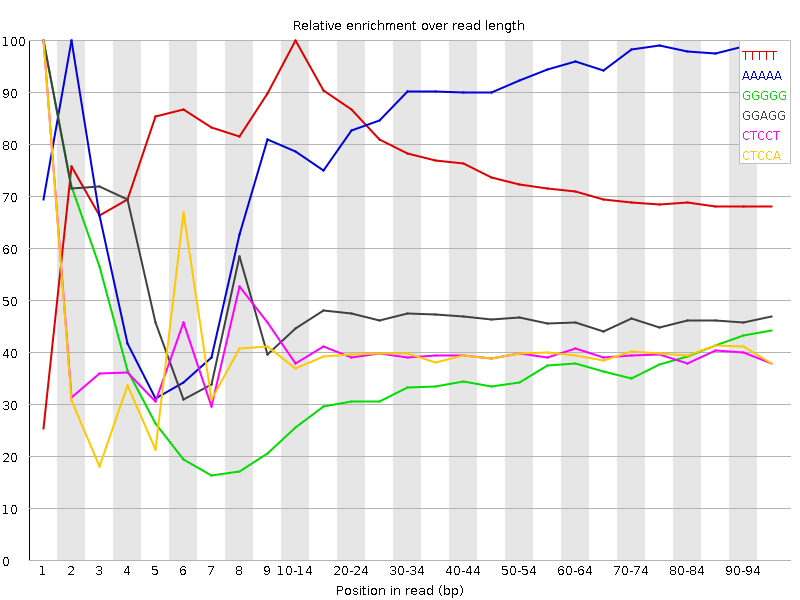 Relative enrichment over read length
100
90
80
70
60
50
40
30
20
10
0
TTTTT
AAAAA
GGGGG
GGAGG
CTCCT
CTCCA
1 2 3 4 5 6 7 8 9 10-14 20-24 30-34 40-44 50-54 60-64 70-74 80-84 90-94
Position in read (bp)